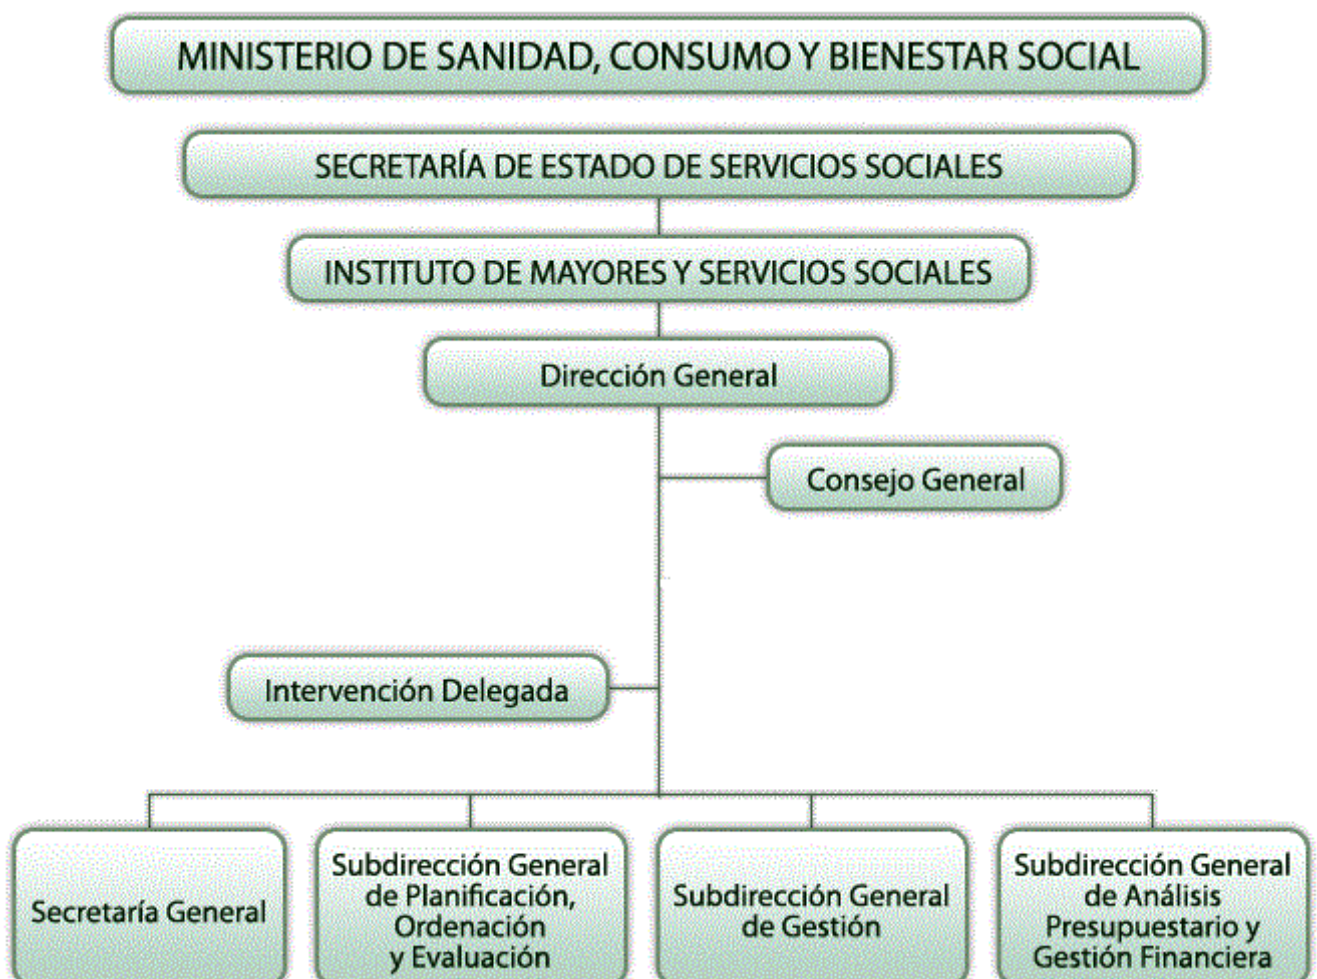 MINISTERIO DE SANIDAD, CONSUMO Y BIENESTAR SOCIAL
SECRETARÍA DE ESTADO DE SERVICIOS SOCIALES
INSTITUTO DE MAYORES Y SERVICIOS SOCIALES
Dirección General
Consejo General
Intervención Delegada
Secretaría General
Subdirección General
de Planificación,
Ordenación
y Evaluación
Subdirección General
de Gestión
Subdirección General
de Análisis
Presupuestario y
Gestión Financiera